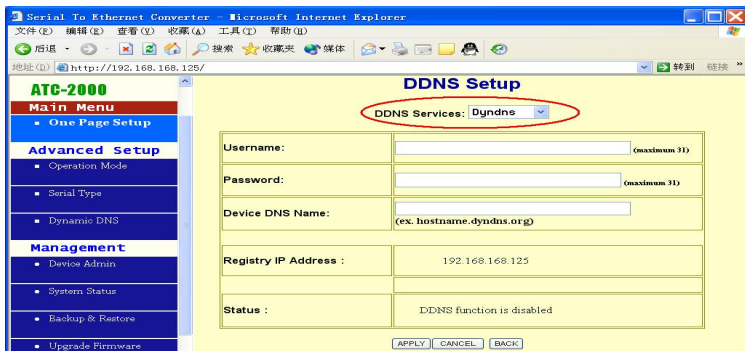 Serial To Ethernet Converter - Microsoft Internet Explorer
文件(F) 编辑(E) 查看(V) 收藏(A) 工具(T) 帮助(H)
后退 搜索 收藏夹 媒体
地址(D) http://192.168.168.125/ 转到 链接 »
ATC-2000
Main Menu
One Page Setup
Advanced Setup
Operation Mode
Serial Type
Dynamic DNS
Management
Device Admin
System Status
Backup & Restore
Upgrade Firmware
DDNS Setup
DDNS Services: Dyndns
Username: (maximum 31)
Password: (maximum 31)
Device DNS Name:
(ex. hostname.dyndns.org)
Registry IP Address : 192.168.168.125
Status : DDNS function is disabled
APPLY CANCEL BACK